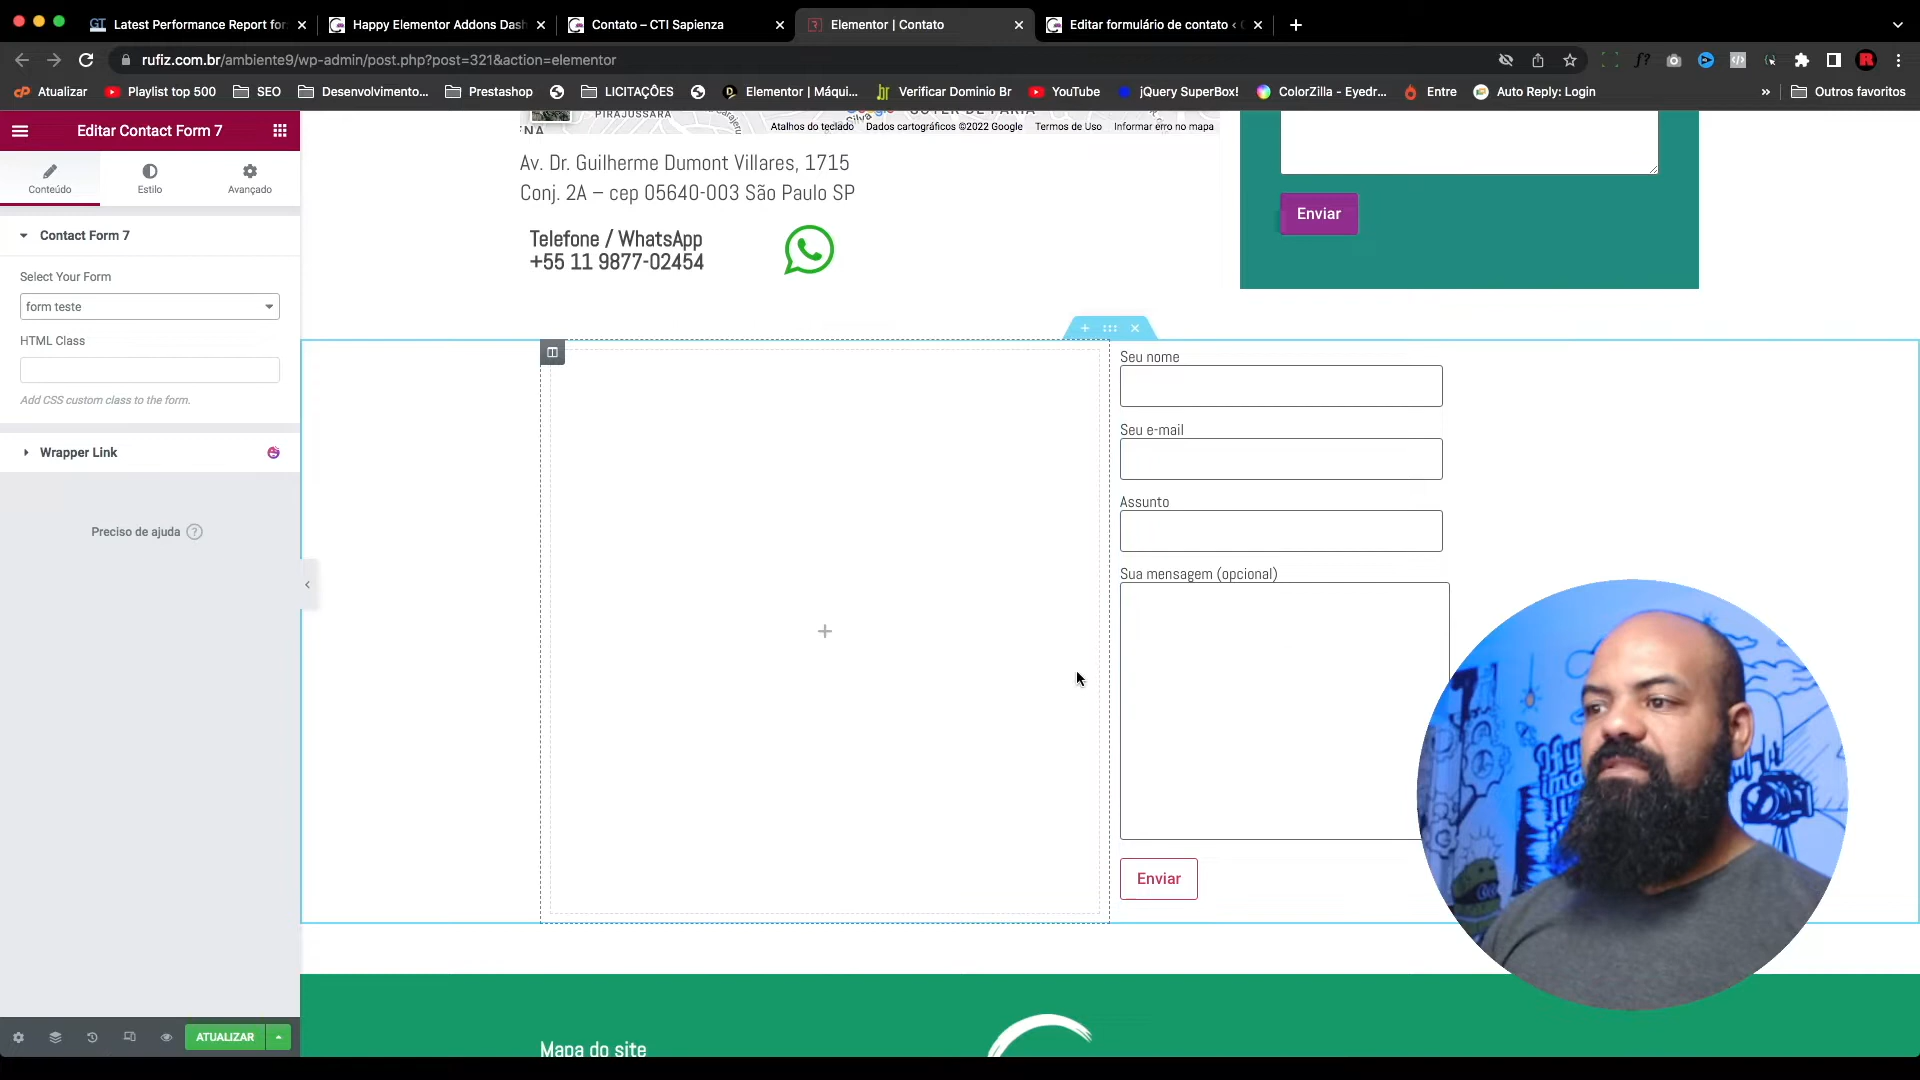 Latest Performance Report for
Happy Elementor Addons Dash
Contato – CTI Sapienza
Elementor | Contato
Editar formulário de contato ‹
rufiz.com.br/ambiente9/wp-admin/post.php?post=321&action=elementor
Atualizar
Playlist top 500
SEO
Desenvolvimento...
Prestashop
LICITAÇÔES
Elementor | Máqui...
Verificar Dominio Br
YouTube
jQuery SuperBox!
ColorZilla - Eyedr...
Entre
Auto Reply: Login
»
Outros favoritos
Editar Contact Form 7
Conteúdo
Estilo
Avançado
Contact Form 7
Select Your Form
form teste
HTML Class
Add CSS custom class to the form.
Wrapper Link
Preciso de ajuda
ATUALIZAR
PIRAJUSSARA
Atalhos do teclado
Dados cartográficos ©2022 Google
Termos de Uso
Informar erro no mapa
Av. Dr. Guilherme Dumont Villares, 1715
Conj. 2A – cep 05640-003 São Paulo SP
Telefone / WhatsApp
+55 11 9877-02454
Enviar
Seu nome
Seu e-mail
Assunto
Sua mensagem (opcional)
Enviar
Mapa do site